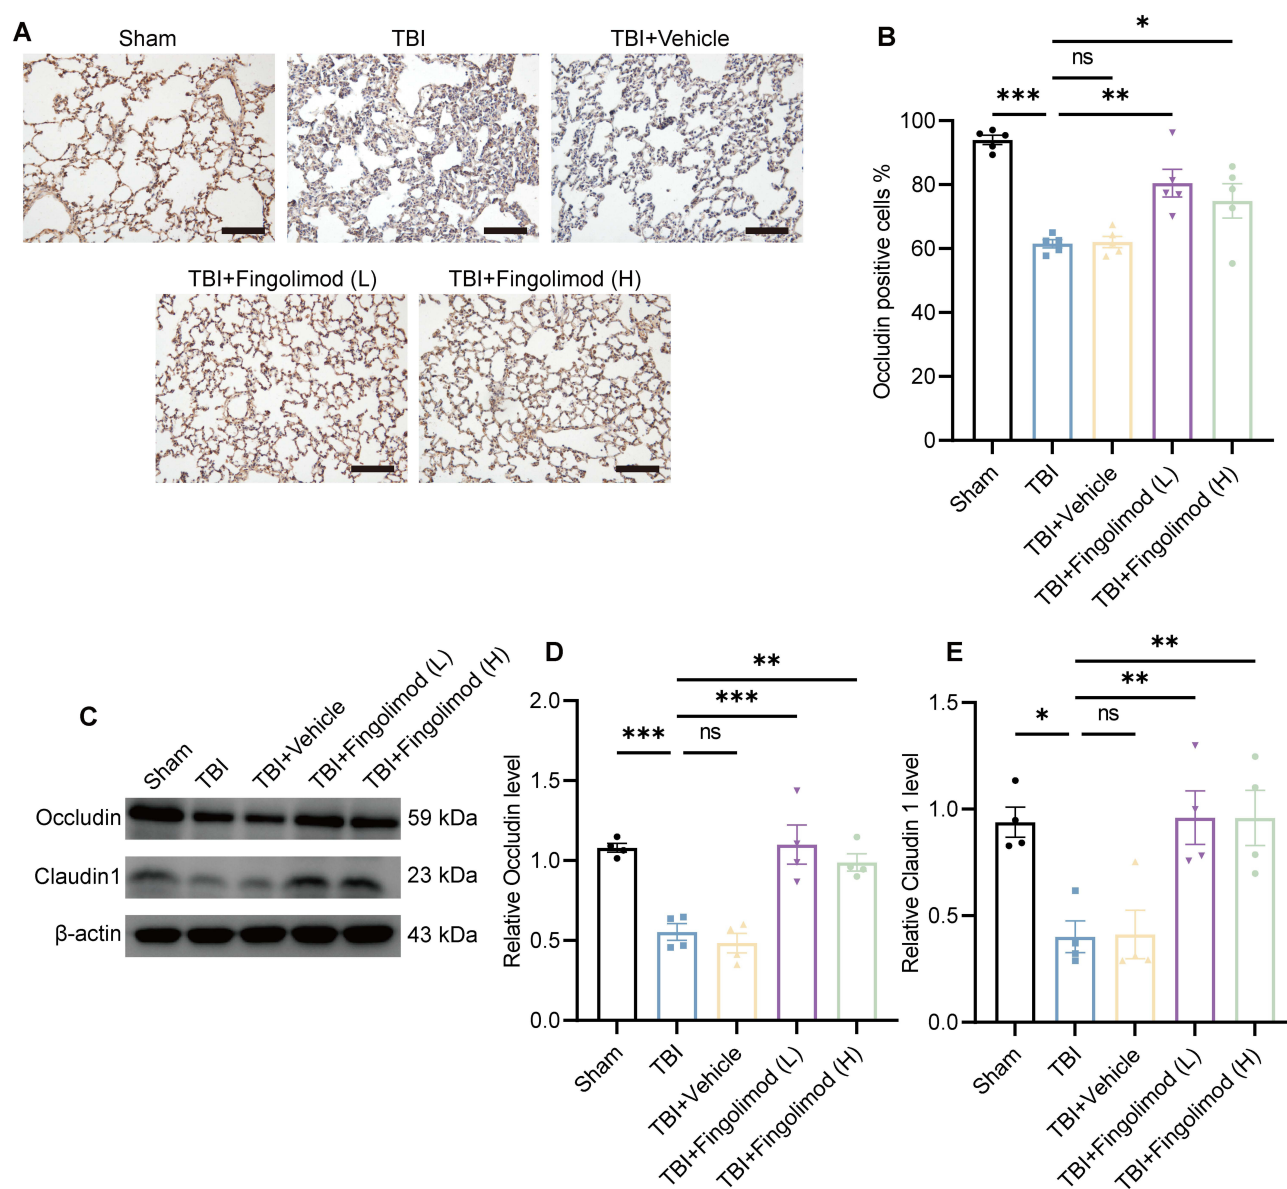 A
Sham
TBI
TBI+Vehicle
TBI+Fingolimod (L)
TBI+Fingolimod (H)
B
*
ns
***
**
Occludin positive cells %
100
80
60
40
20
0
Sham
TBI
TBI+Vehicle
TBI+Fingolimod (L)
TBI+Fingolimod (H)
C
Sham
TBI
TBI+Vehicle
TBI+Fingolimod (L)
TBI+Fingolimod (H)
Occludin
59 kDa
Claudin1
23 kDa
β-actin
43 kDa
D
**
***
***
ns
Relative Occludin level
2.0
1.5
1.0
0.5
0.0
Sham
TBI
TBI+Vehicle
TBI+Fingolimod (L)
TBI+Fingolimod (H)
E
**
**
*
ns
Relative Claudin 1 level
1.5
1.0
0.5
0.0
Sham
TBI
TBI+Vehicle
TBI+Fingolimod (L)
TBI+Fingolimod (H)